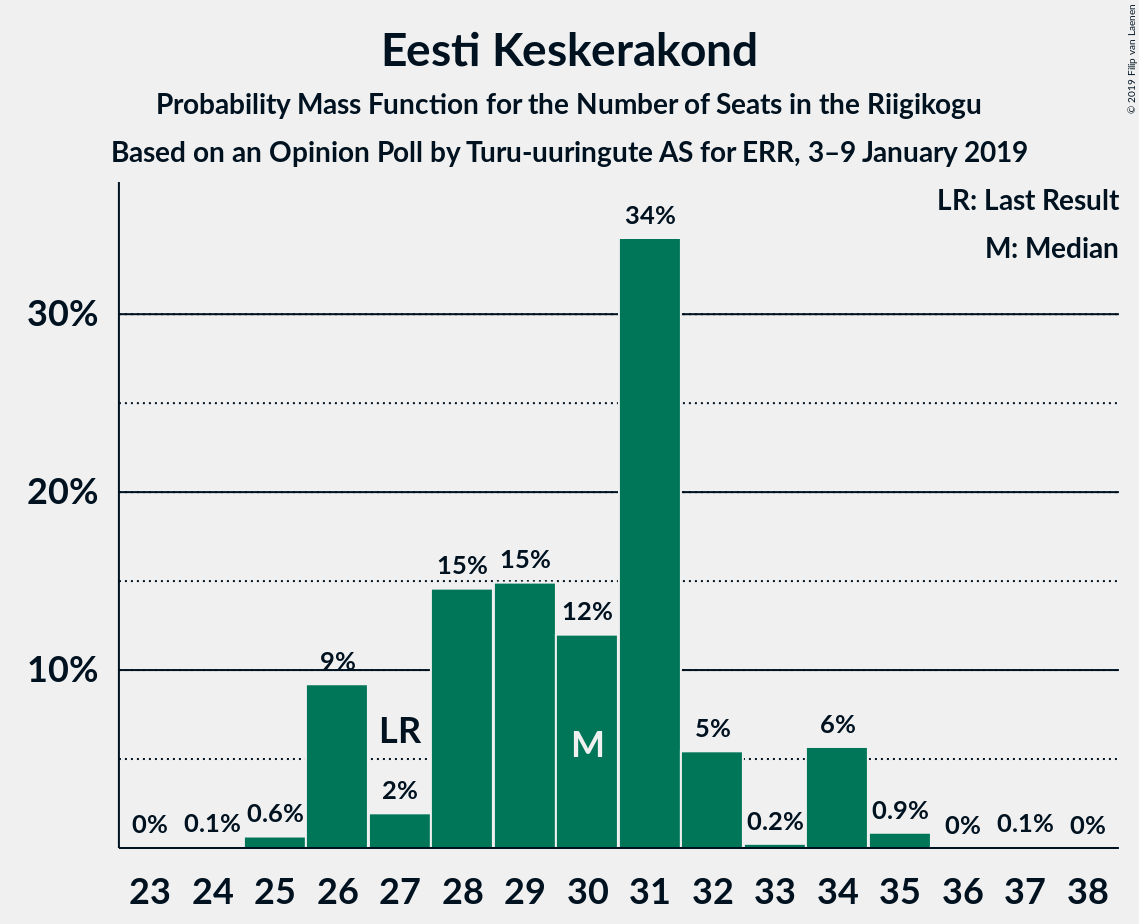 Eesti Keskerakond
Probability Mass Function for the Number of Seats in the Riigikogu
Based on an Opinion Poll by Turu-uuringute AS for ERR, 3–9 January 2019
© 2019 Filip van Laenen
LR: Last Result
M: Median
34%
30%
20%
15% 15%
12%
10%
9%
LR
M
5%
6%
2%
0% 0.1% 0.6% 0.2% 0.9% 0% 0.1% 0%
23 24 25 26 27 28 29 30 31 32 33 34 35 36 37 38